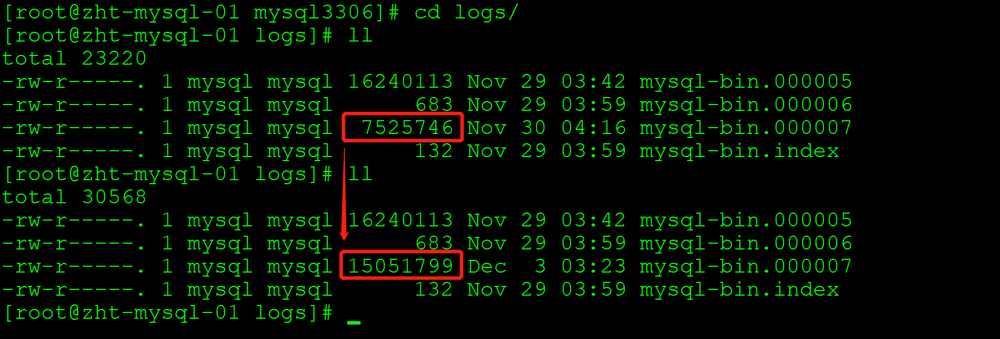 [root@zht-mysql-01 mysql3306]# cd logs/
[root@zht-mysql-01 logs]# ll
total 23220
-rw-r-----. 1 mysql mysql 16240113 Nov 29 03:42 mysql-bin.000005
-rw-r-----. 1 mysql mysql      683 Nov 29 03:59 mysql-bin.000006
-rw-r-----. 1 mysql mysql  7525746 Nov 30 04:16 mysql-bin.000007
-rw-r-----. 1 mysql mysql      132 Nov 29 03:59 mysql-bin.index
[root@zht-mysql-01 logs]# ll
total 30568
-rw-r-----. 1 mysql mysql 16240113 Nov 29 03:42 mysql-bin.000005
-rw-r-----. 1 mysql mysql      683 Nov 29 03:59 mysql-bin.000006
-rw-r-----. 1 mysql mysql 15051799 Dec  3 03:23 mysql-bin.000007
-rw-r-----. 1 mysql mysql      132 Nov 29 03:59 mysql-bin.index
[root@zht-mysql-01 logs]#